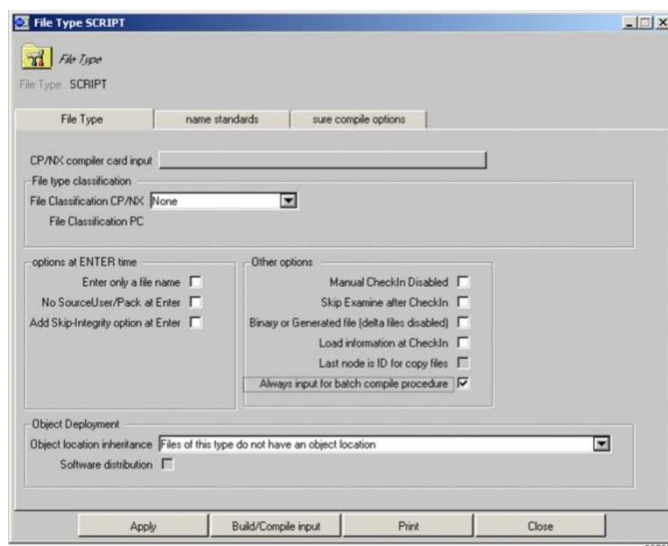 File Type SCRIPT
File Type
File Type SCRIPT
File Type
name standards
sure compile options
CP/NX compiler card input
File type classification
File Classification CP/NX None
File Classification PC
options at ENTER time
Enter only a file name
No SourceUser/Pack at Enter
Add Skip-Integrity option at Enter
Other options
Manual CheckIn Disabled
Skip Examine after CheckIn
Binary or Generated file (delta files disabled)
Load information at CheckIn
Last node is ID for copy files
Always input for batch compile procedure
Object Deployment
Object location inheritance Files of this type do not have an object location
Software distribution
Apply
Build/Compile input
Print
Close